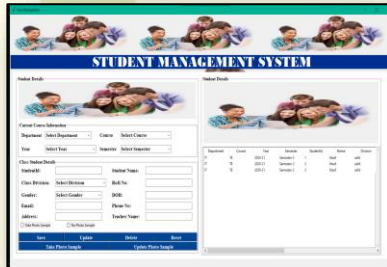 STUDENT MANAGEMENT SYSTEM
Student Details
Student Details
Current Course Information
Department Select Department Course Select Course
Year Select Year Semester Select Semester
Class Student Details
StudentId: Student Name:
Class Division Select Division Roll No:
Gender: Select Gender DOB:
Email: Phone No:
Address: Teacher Name:
Take Photo Sample No Photo Sample
Save Update Delete Reset
Take Photo Sample Update Photo Sample
Department Course Year Semester StudentId Name Division